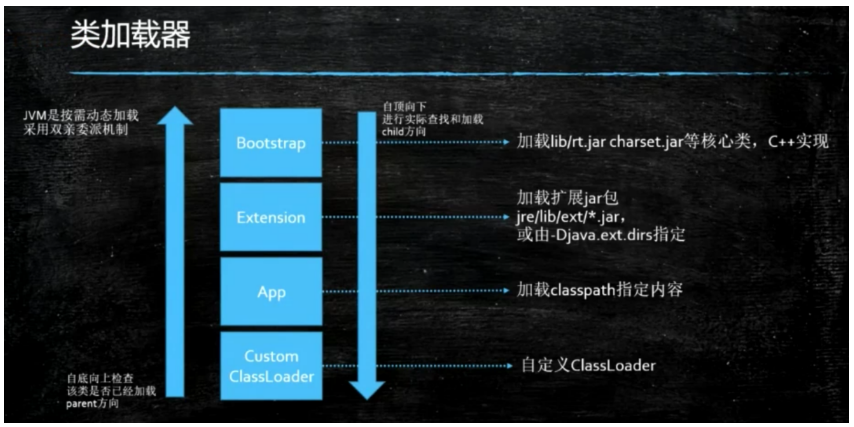 类加载器
JVM是按需动态加载
采用双亲委派机制
自顶向下
进行实际查找和加载
child方向
Bootstrap
加载lib/rt.jar charset.jar等核心类，C++实现
Extension
加载扩展jar包
jre/lib/ext/*.jar，
或由-Djava.ext.dirs指定
App
加载classpath指定内容
Custom
ClassLoader
自定义ClassLoader
自底向上检查
该类是否已经加载
parent方向